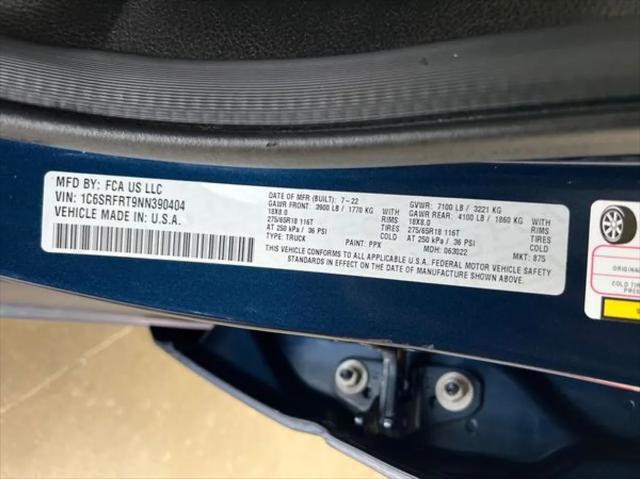 MFD BY: FCA US LLC
VIN: 1C6SRFRT9NN390404
VEHICLE MADE IN U.S.A.
DATE OF MFR (BUILT): 7-22 GVWR: 7100 LB / 3221 KG
GAWR FRONT: 3900 LB / 1770 KG WITH GAWR REAR: 4100 LB / 1860 KG WITH
18X8.0 RIMS 18X8.0 RIMS
275/65R18 116T TIRES 275/65R18 116T TIRES
AT 250 kPa / 36 PSI COLD AT 250 kPa / 36 PSI COLD
TYPE: TRUCK PAINT: PPX MDH: 063022 MKT: 875
THIS VEHICLE CONFORMS TO ALL APPLICABLE U.S.A. FEDERAL MOTOR VEHICLE SAFETY
STANDARDS IN EFFECT ON THE DATE OF MANUFACTURE SHOWN ABOVE.
ORIGINAL
COLD TI
PRE